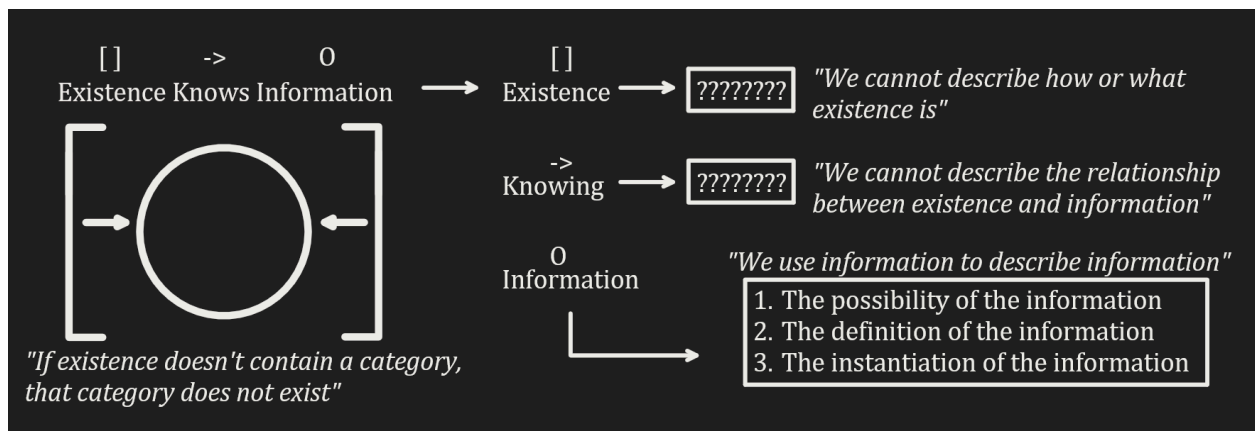 [ ] -> O
Existence Knows Information
"If existence doesn't contain a category,
that category does not exist"
[ ]
Existence
????????
"We cannot describe how or what
existence is"
->
Knowing
????????
"We cannot describe the relationship
between existence and information"
O
Information
"We use information to describe information"
1. The possibility of the information
2. The definition of the information
3. The instantiation of the information